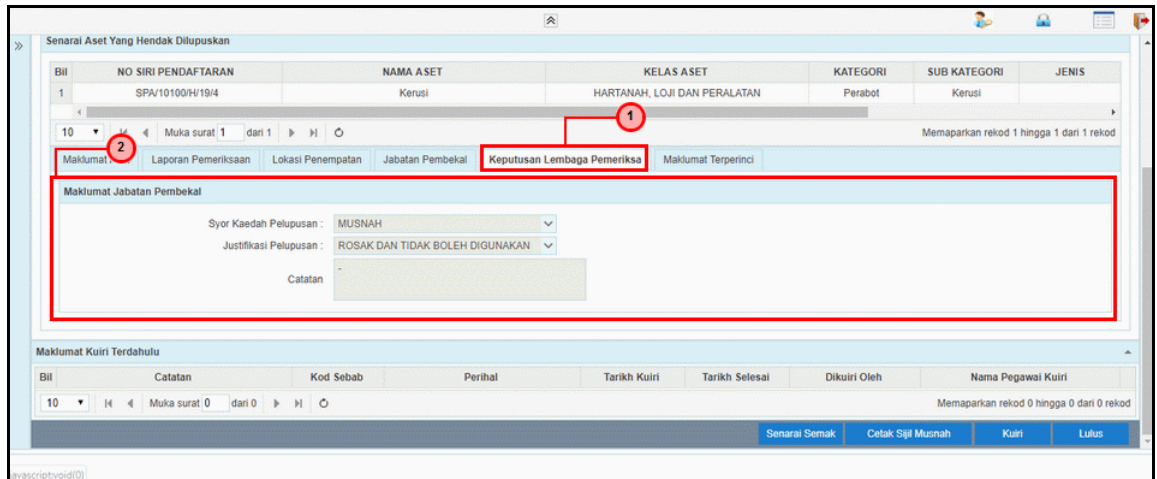 Senarai Aset Yang Hendak Dilupuskan
Bil NO SIRI PENDAFTARAN NAMA ASET KELAS ASET KATEGORI SUB KATEGORI JENIS
1 SPA/10100/H/19/4 Kerusi HARTANAH, LOJI DAN PERALATAN Perabot Kerusi
1
10 Muka surat 1 dari 1 Memaparkan rekod 1 hingga 1 dari 1 rekod
2
Maklumat Laporan Pemeriksaan Lokasi Penempatan Jabatan Pembekal Keputusan Lembaga Pemeriksa Maklumat Terperinci
Maklumat Jabatan Pembekal
Syor Kaedah Pelupusan : MUSNAH
Justifikasi Pelupusan : ROSAK DAN TIDAK BOLEH DIGUNAKAN
Catatan -
Maklumat Kuiri Terdahulu
Bil Catatan Kod Sebab Perihal Tarikh Kuiri Tarikh Selesai Dikuiri Oleh Nama Pegawai Kuiri
10 Muka surat 0 dari 0 Memaparkan rekod 0 hingga 0 dari 0 rekod
Senarai Semak Cetak Sijil Musnah Kuiri Lulus
avascript:void(0)